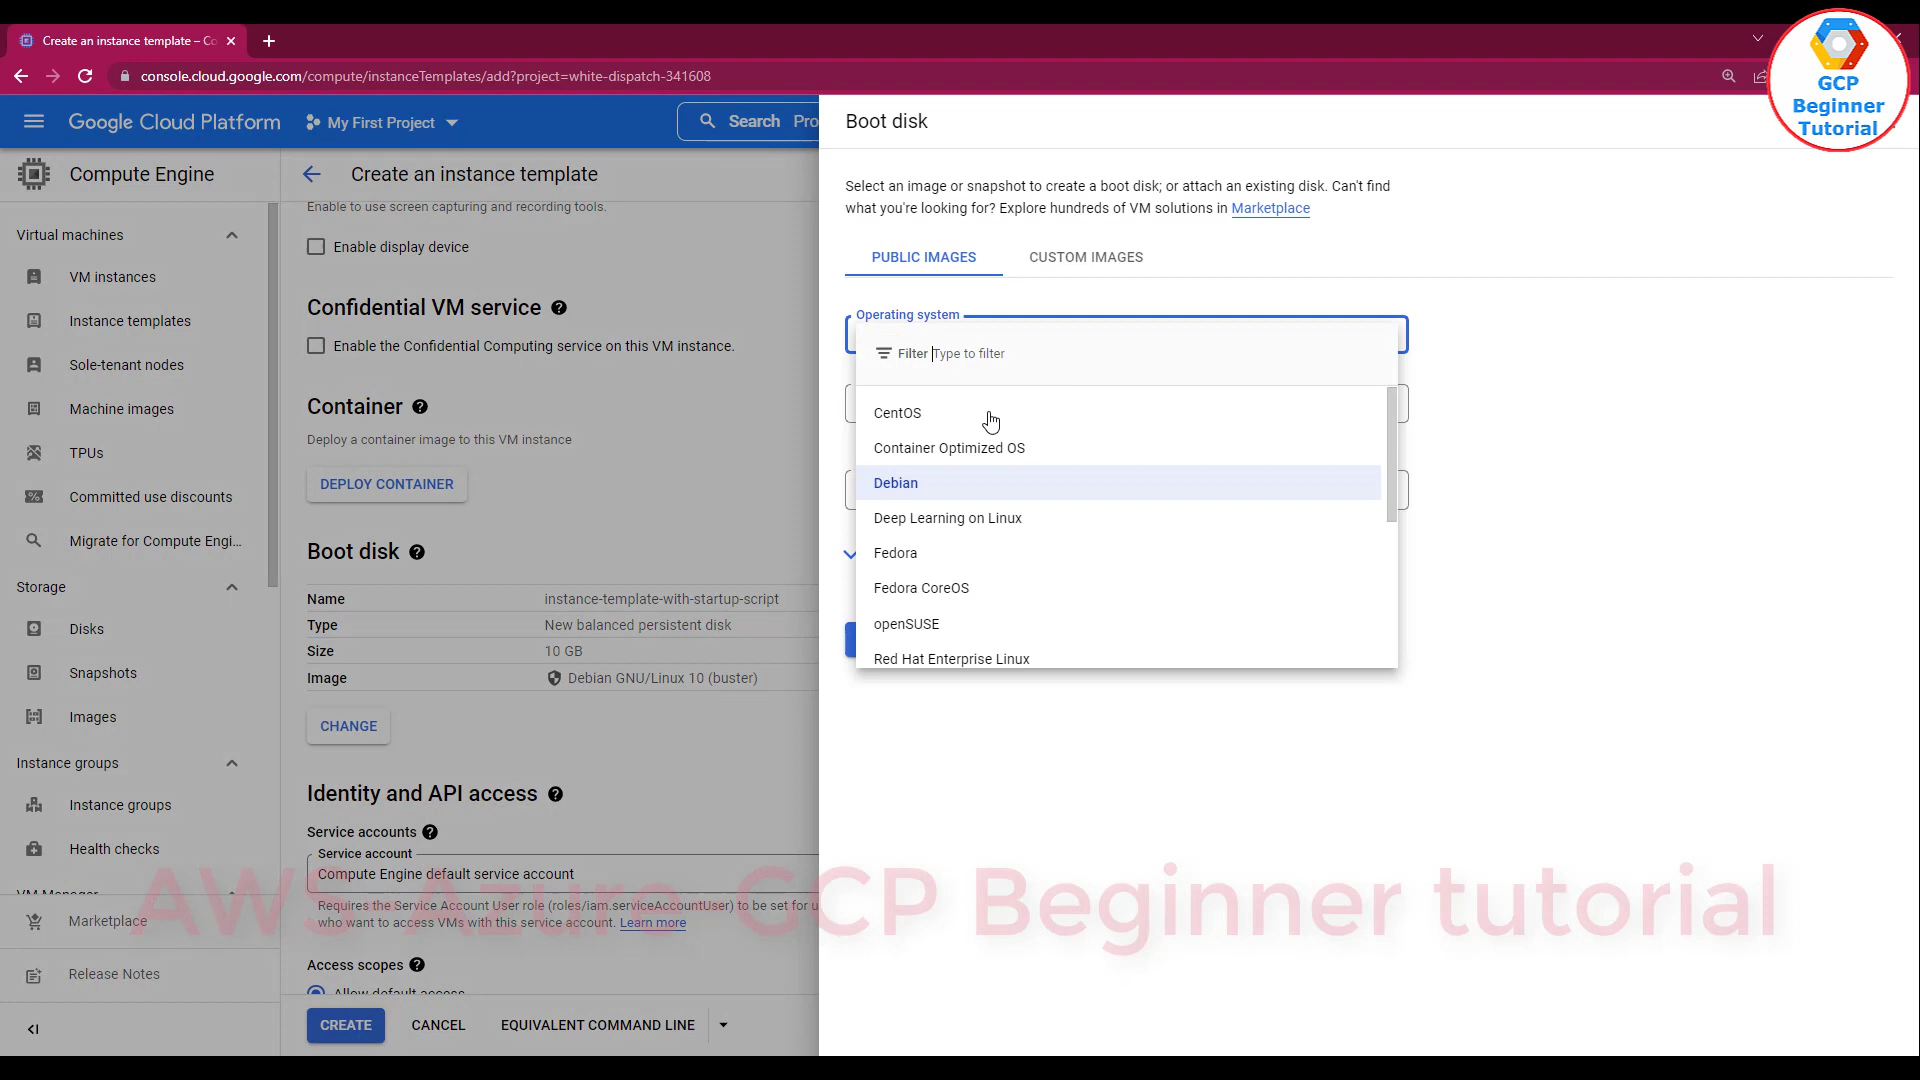 Create an instance template – Co
console.cloud.google.com/compute/instanceTemplates/add?project=white-dispatch-341608
GCP
Beginner
Tutorial
Google Cloud Platform
My First Project
Search Pro
Compute Engine
Virtual machines
VM instances
Instance templates
Sole-tenant nodes
Machine images
TPUs
Committed use discounts
Migrate for Compute Engi...
Storage
Disks
Snapshots
Images
Instance groups
Instance groups
Health checks
VM Manager
Marketplace
Release Notes
Create an instance template
Enable to use screen capturing and recording tools.
Enable display device
Confidential VM service
Enable the Confidential Computing service on this VM instance.
Container
Deploy a container image to this VM instance
DEPLOY CONTAINER
Boot disk
Name instance-template-with-startup-script
Type New balanced persistent disk
Size 10 GB
Image Debian GNU/Linux 10 (buster)
CHANGE
Identity and API access
Service accounts
Service account
Compute Engine default service account
Requires the Service Account User role (roles/iam.serviceAccountUser) to be set for u
who want to access VMs with this service account. Learn more
Access scopes
Allow default access
CREATE CANCEL EQUIVALENT COMMAND LINE
Boot disk
Select an image or snapshot to create a boot disk; or attach an existing disk. Can't find
what you're looking for? Explore hundreds of VM solutions in Marketplace
PUBLIC IMAGES CUSTOM IMAGES
Operating system
Filter Type to filter
CentOS
Container Optimized OS
Debian
Deep Learning on Linux
Fedora
Fedora CoreOS
openSUSE
Red Hat Enterprise Linux
AWS Azure GCP Beginner tutorial